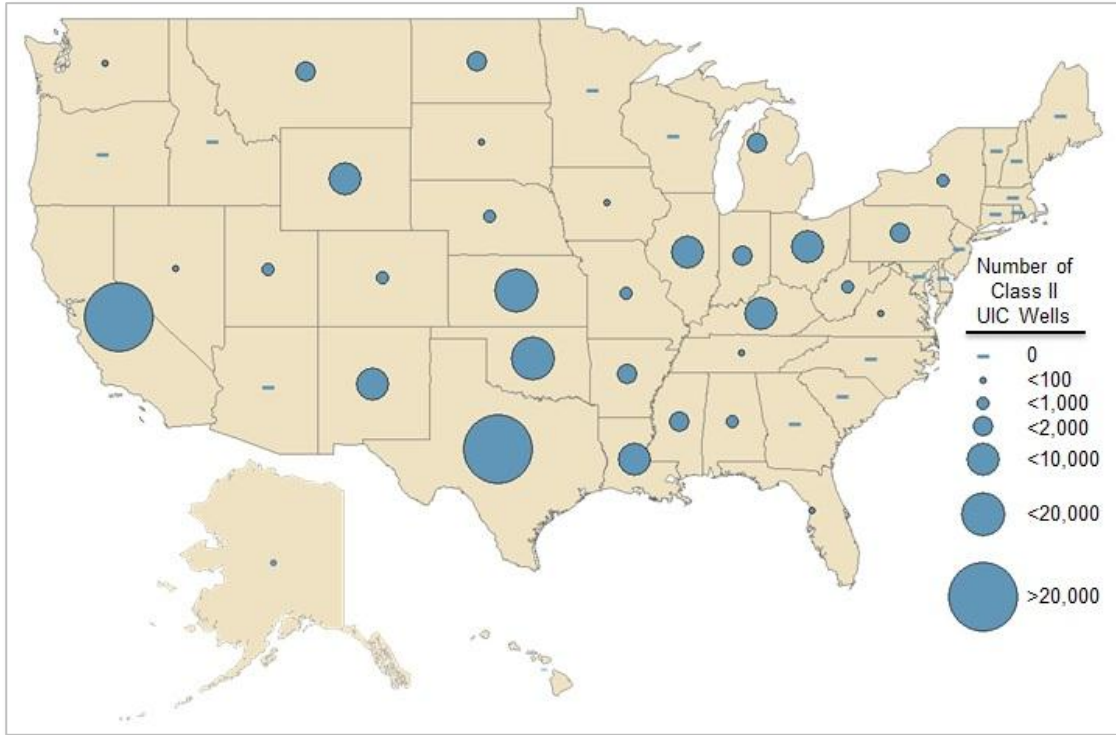 Number of
Class II
UIC Wells
0
<100
<1,000
<2,000
<10,000
<20,000
>20,000